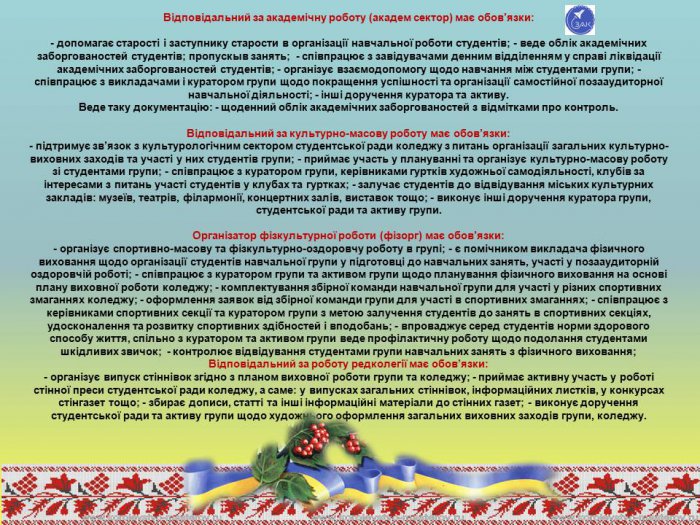 Відповідальний за академічну роботу (академ сектор) має обов'язки:
- допомагає старості і заступнику старости в організації навчальної роботи студентів; - веде облік академічних
заборгованостей студентів; пропускыв занять; - співпрацює з завідувачами денним відділенням у справі ліквідації
академічних заборгованостей студентів; - організує взаємодопомогу щодо навчання між студентами групи; -
співпрацює з викладачами і куратором групи щодо покращення успішності та організації самостійної позааудиторної
навчальної діяльності; - інші доручення куратора та активу.
Веде таку документацію: - щоденний облік академічних заборгованостей з відмітками про контроль.
Відповідальний за культурно-масову роботу має обов'язки:
- підтримує зв'язок з культурологічним сектором студентської ради коледжу з питань організації загальних культурно-
виховних заходів та участі у них студентів групи; - приймає участь у плануванні та організує культурно-масову роботу
зі студентами групи; - співпрацює з куратором групи, керівниками гуртків художньої самодіяльності, клубів за
інтересами з питань участі студентів у клубах та гуртках; - залучає студентів до відвідування міських культурних
закладів: музеїв, театрів, філармонії, концертних залів, виставок тощо; - виконує інші доручення куратора групи,
студентської ради та активу групи.
Організатор фізкультурної роботи (фізорг) має обов'язки:
- організує спортивно-масову та фізкультурно-оздоровчу роботу в групі; - є помічником викладача фізичного
виховання щодо організації студентів навчальної групи у підготовці до навчальних занять, участі у позааудиторній
оздоровчій роботі; - співпрацює з куратором групи та активом групи щодо планування фізичного виховання на основі
плану виховної роботи коледжу; - комплектування збірної команди навчальної групи для участі у різних спортивних
змаганнях коледжу; - оформлення заявок від збірної команди групи для участі в спортивних змаганнях; - співпрацює з
керівниками спортивних секції та куратором групи з метою залучення студентів до занять в спортивних секціях,
удосконалення та розвитку спортивних здібностей і вподобань; - впроваджує серед студентів норми здорового
способу життя, спільно з куратором та активом групи веде профілактичну роботу щодо подолання студентами
шкідливих звичок; - контролює відвідування студентами групи навчальних занять з фізичного виховання;
Відповідальний за роботу редколегії має обов'язки:
- організує випуск стіннівок згідно з планом виховної роботи групи та коледжу; - приймає активну участь у роботі
стінної преси студентської ради коледжу, а саме: у випусках загальних стіннівок, інформаційних листків, у конкурсах
стінгазет тощо; - збирає дописи, статті та інші інформаційні матеріали до стінних газет; - виконує доручення
студентської ради та активу групи щодо художнього оформлення загальних виховних заходів групи, коледжу.